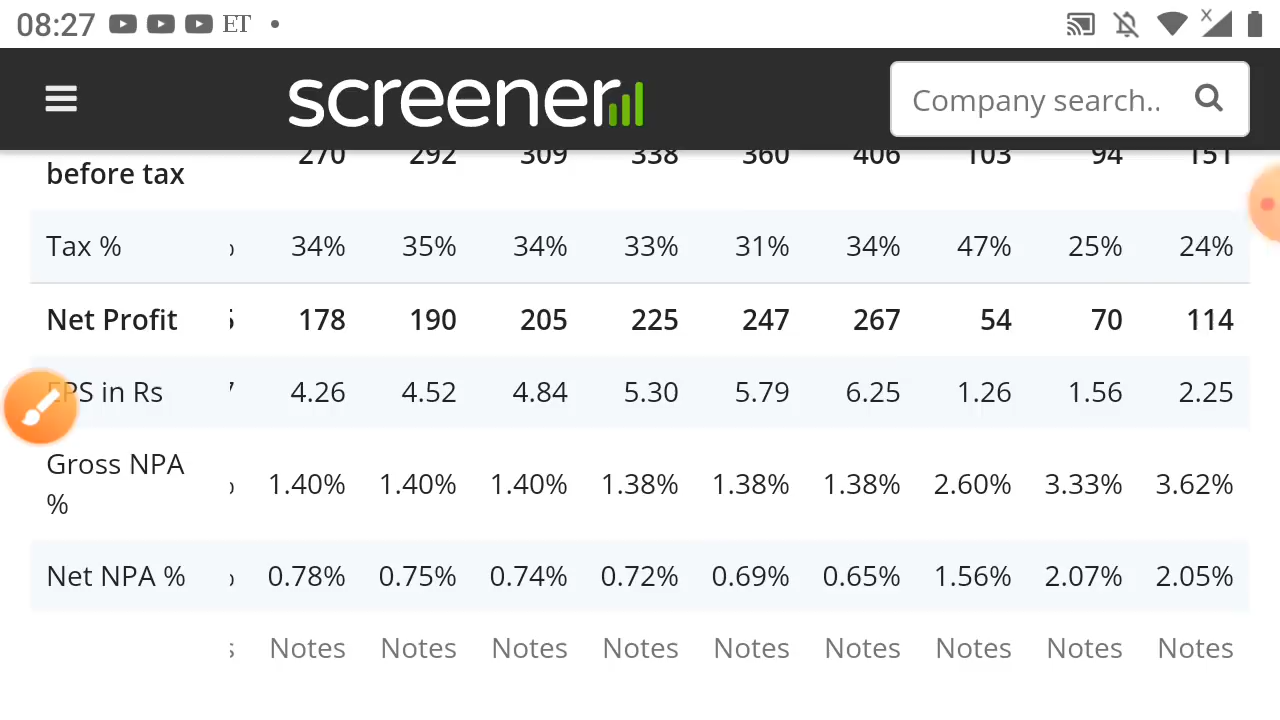 08:27 ET
screener
Company search..
before tax 270 292 309 338 360 406 103 94 151
Tax % 34% 35% 34% 33% 31% 34% 47% 25% 24%
Net Profit 178 190 205 225 247 267 54 70 114
EPS in Rs 4.26 4.52 4.84 5.30 5.79 6.25 1.26 1.56 2.25
Gross NPA
% 1.40% 1.40% 1.40% 1.38% 1.38% 1.38% 2.60% 3.33% 3.62%
Net NPA % 0.78% 0.75% 0.74% 0.72% 0.69% 0.65% 1.56% 2.07% 2.05%
Notes Notes Notes Notes Notes Notes Notes Notes Notes